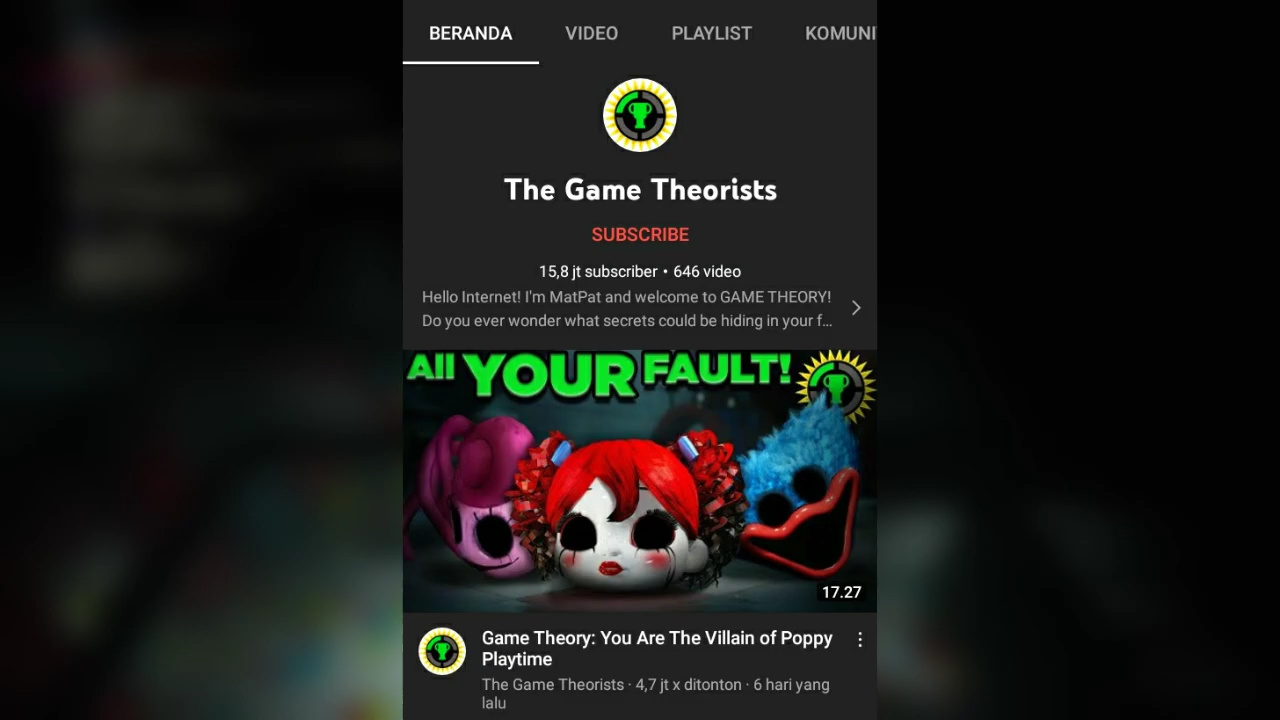 BERANDA VIDEO PLAYLIST KOMUNI
The Game Theorists
SUBSCRIBE
15,8 jt subscriber • 646 video
Hello Internet! I'm MatPat and welcome to GAME THEORY!
Do you ever wonder what secrets could be hiding in your f...
All YOUR FAULT!
17.27
Game Theory: You Are The Villain of Poppy
Playtime
The Game Theorists · 4,7 jt x ditonton · 6 hari yang
lalu